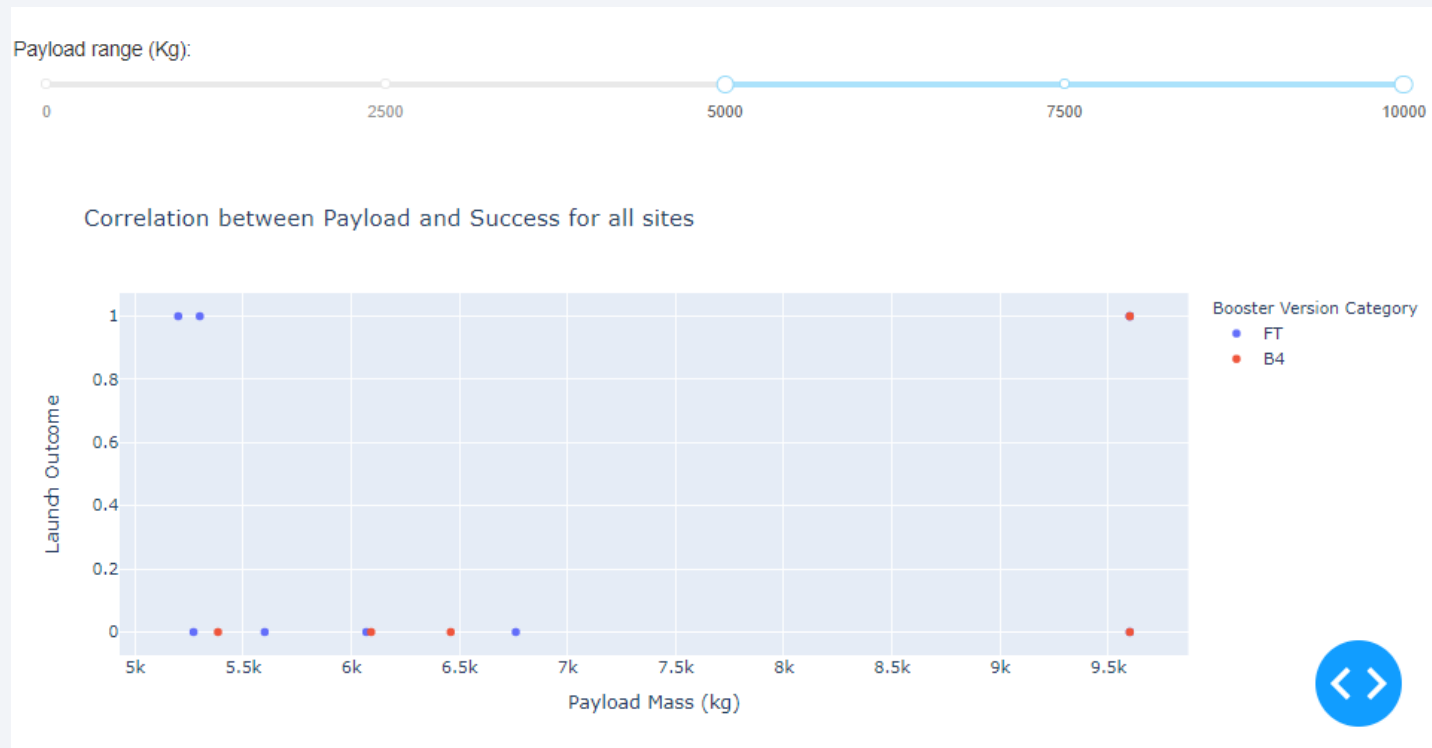 Payload range (Kg):
0 2500 5000 7500 10000
Correlation between Payload and Success for all sites
Booster Version Category
FT
B4
1
0.8
0.6
0.4
0.2
0
Launch Outcome
5k 5.5k 6k 6.5k 7k 7.5k 8k 8.5k 9k 9.5k
Payload Mass (kg)